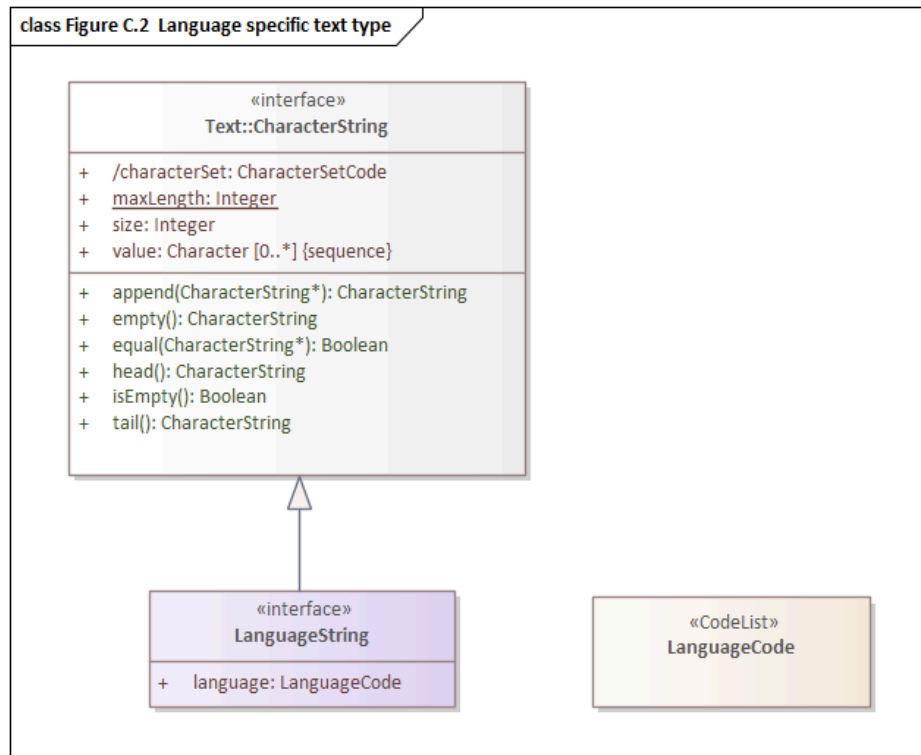 class Figure C.2  Language specific text type
«interface»
Text::CharacterString
+ /characterSet: CharacterSetCode
+ maxLength: Integer
+ size: Integer
+ value: Character [0..*] {sequence}
+ append(CharacterString*): CharacterString
+ empty(): CharacterString
+ equal(CharacterString*): Boolean
+ head(): CharacterString
+ isEmpty(): Boolean
+ tail(): CharacterString
«interface»
LanguageString
+ language: LanguageCode
«CodeList»
LanguageCode